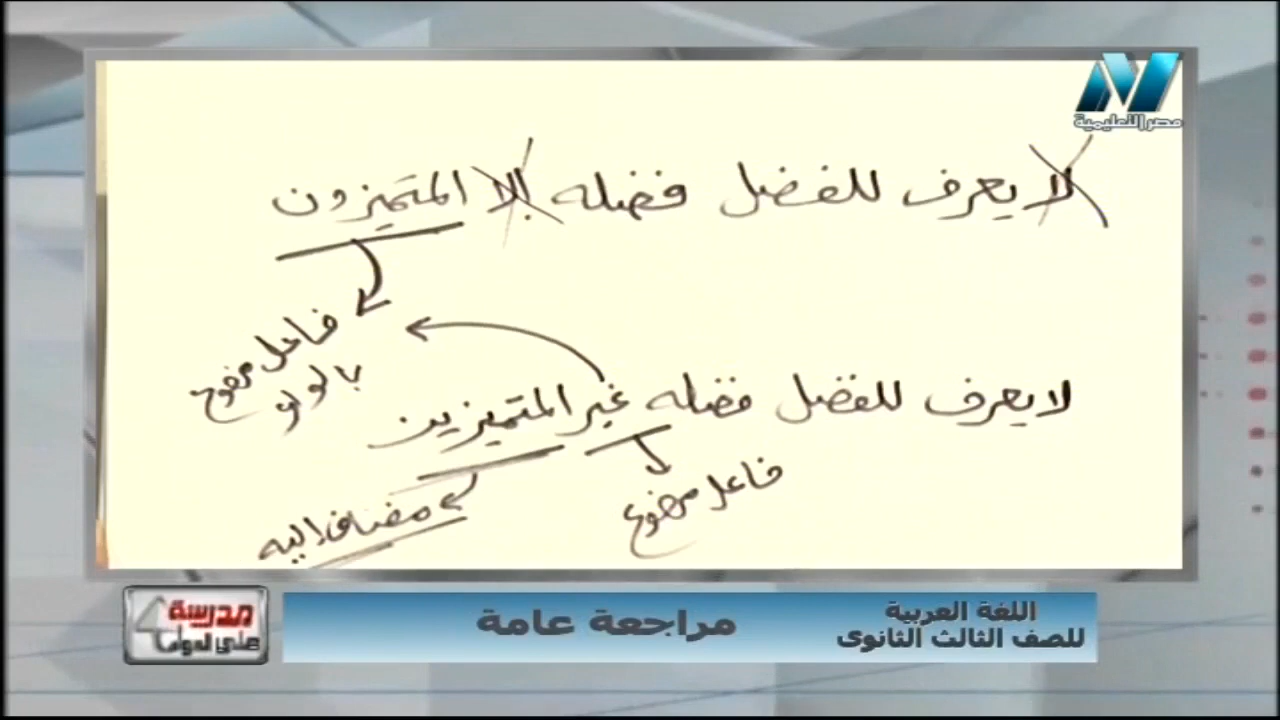 مصر التعليمية
لا يعرف للفضل فضله إلا المتميزون
فاعل مرفوع
بالواو
لا يعرف للفضل فضله غير المتميزين
فاعل مرفوع
مضاف إليه
اللغة العربية
للصف الثالث الثانوى
مراجعة عامة
مدرسة
على الهواء